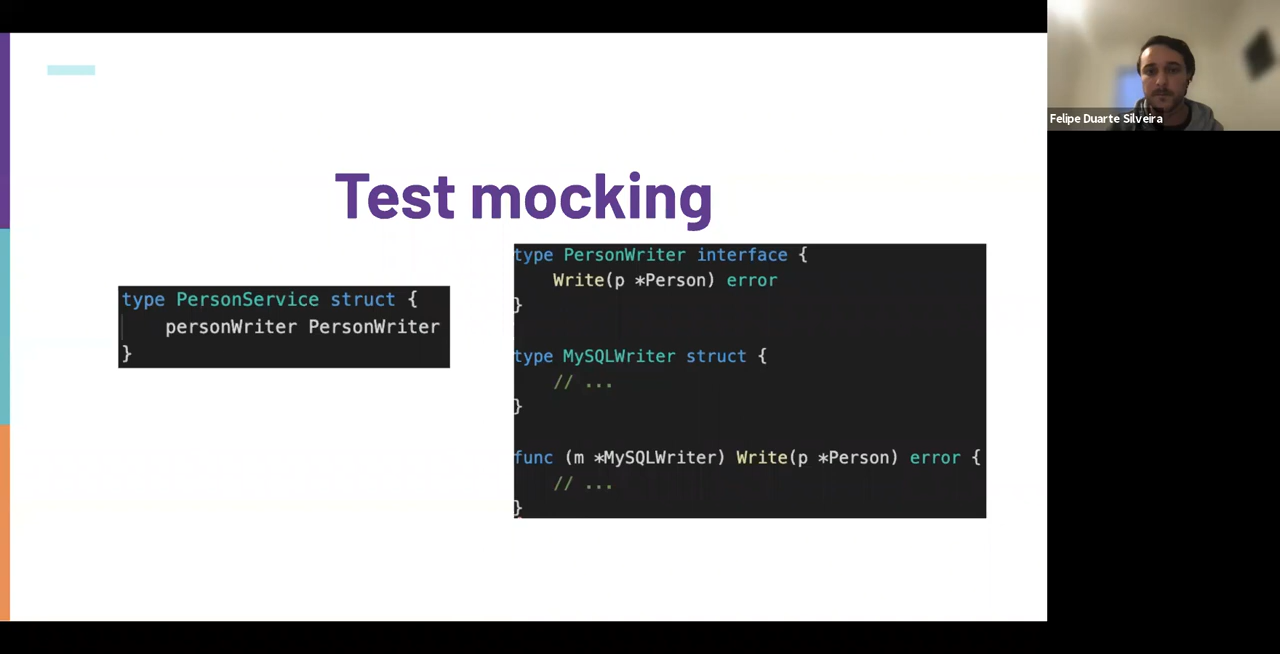 Test mocking
type PersonService struct {
    personWriter PersonWriter
}
type PersonWriter interface {
    Write(p *Person) error
}
type MySQLWriter struct {
    // ...
}
func (m *MySQLWriter) Write(p *Person) error {
    // ...
}
Felipe Duarte Silveira